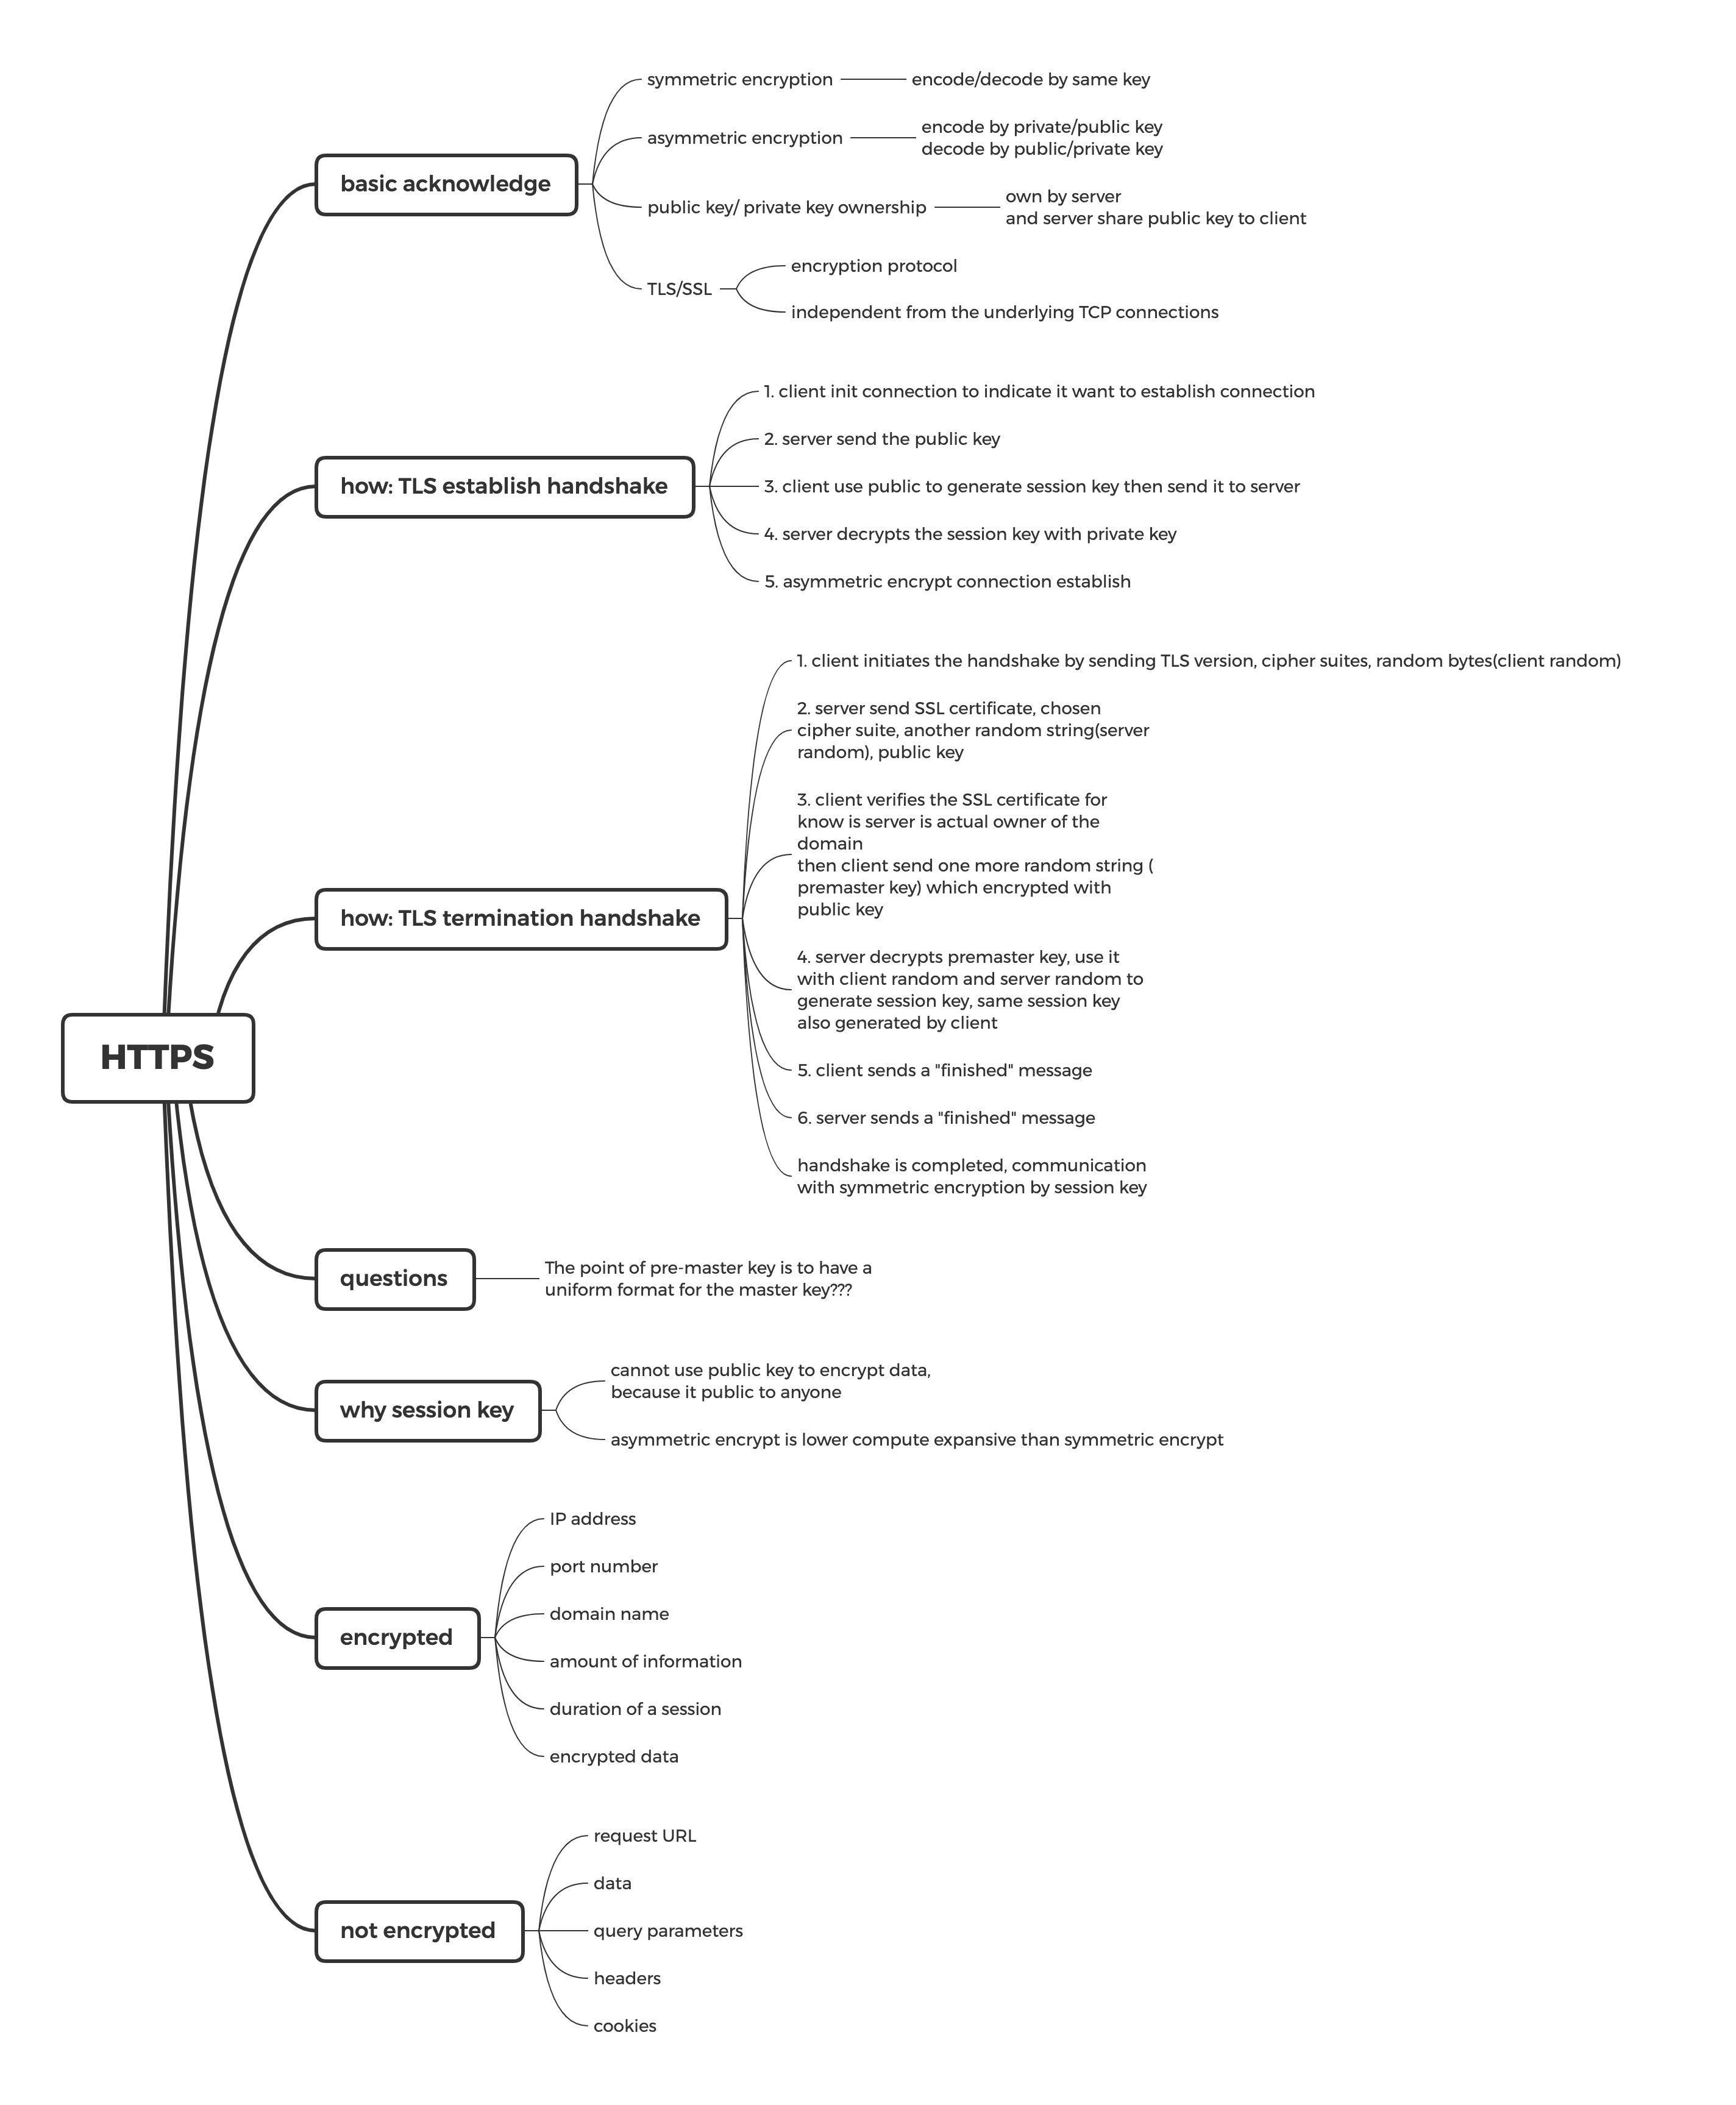 HTTPS
basic acknowledge
symmetric encryption
encode/decode by same key
asymmetric encryption
encode by private/public key
decode by public/private key
public key/ private key ownership
own by server
and server share public key to client
TLS/SSL
encryption protocol
independent from the underlying TCP connections
how: TLS establish handshake
1. client init connection to indicate it want to establish connection
2. server send the public key
3. client use public to generate session key then send it to server
4. server decrypts the session key with private key
5. asymmetric encrypt connection establish
how: TLS termination handshake
1. client initiates the handshake by sending TLS version, cipher suites, random bytes(client random)
2. server send SSL certificate, chosen
cipher suite, another random string(server
random), public key
3. client verifies the SSL certificate for
know is server is actual owner of the
domain
then client send one more random string (
premaster key) which encrypted with
public key
4. server decrypts premaster key, use it
with client random and server random to
generate session key, same session key
also generated by client
5. client sends a "finished" message
6. server sends a "finished" message
handshake is completed, communication
with symmetric encryption by session key
questions
The point of pre-master key is to have a
uniform format for the master key???
why session key
cannot use public key to encrypt data,
because it public to anyone
asymmetric encrypt is lower compute expansive than symmetric encrypt
encrypted
IP address
port number
domain name
amount of information
duration of a session
encrypted data
not encrypted
request URL
data
query parameters
headers
cookies